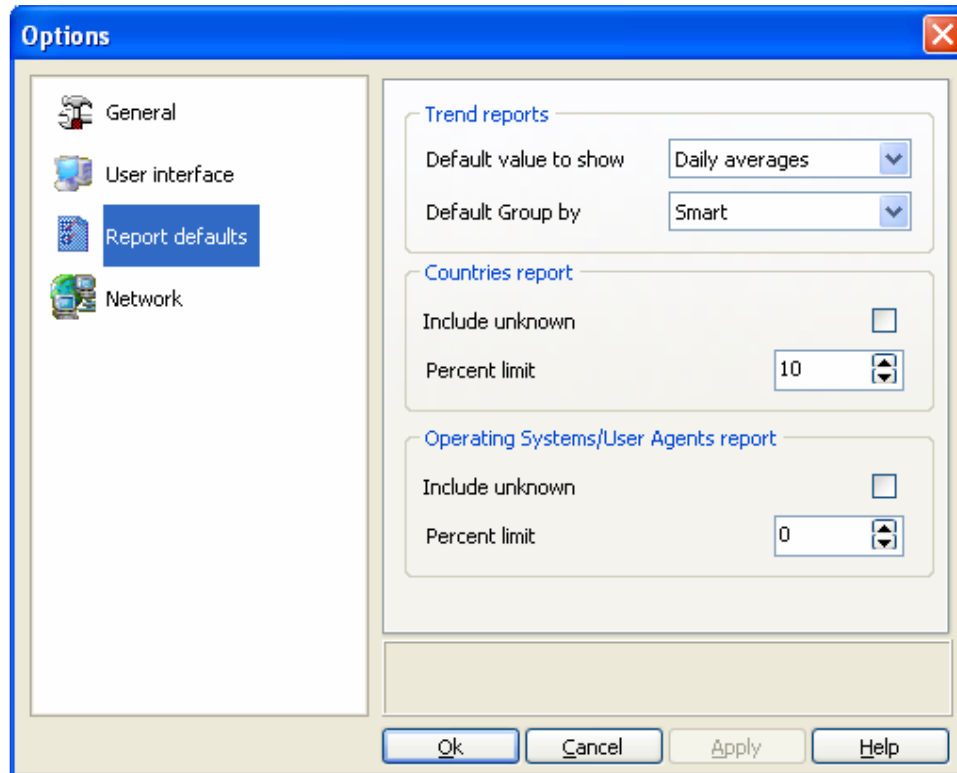 Options
General
User interface
Report defaults
Network
Trend reports
Default value to show Daily averages
Default Group by Smart
Countries report
Include unknown
Percent limit 10
Operating Systems/User Agents report
Include unknown
Percent limit 0
Ok Cancel Apply Help